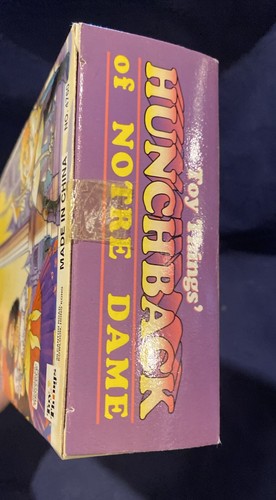 Toy Things'
HUNCHBACK
of NOTRE DAME
MADE IN CHINA